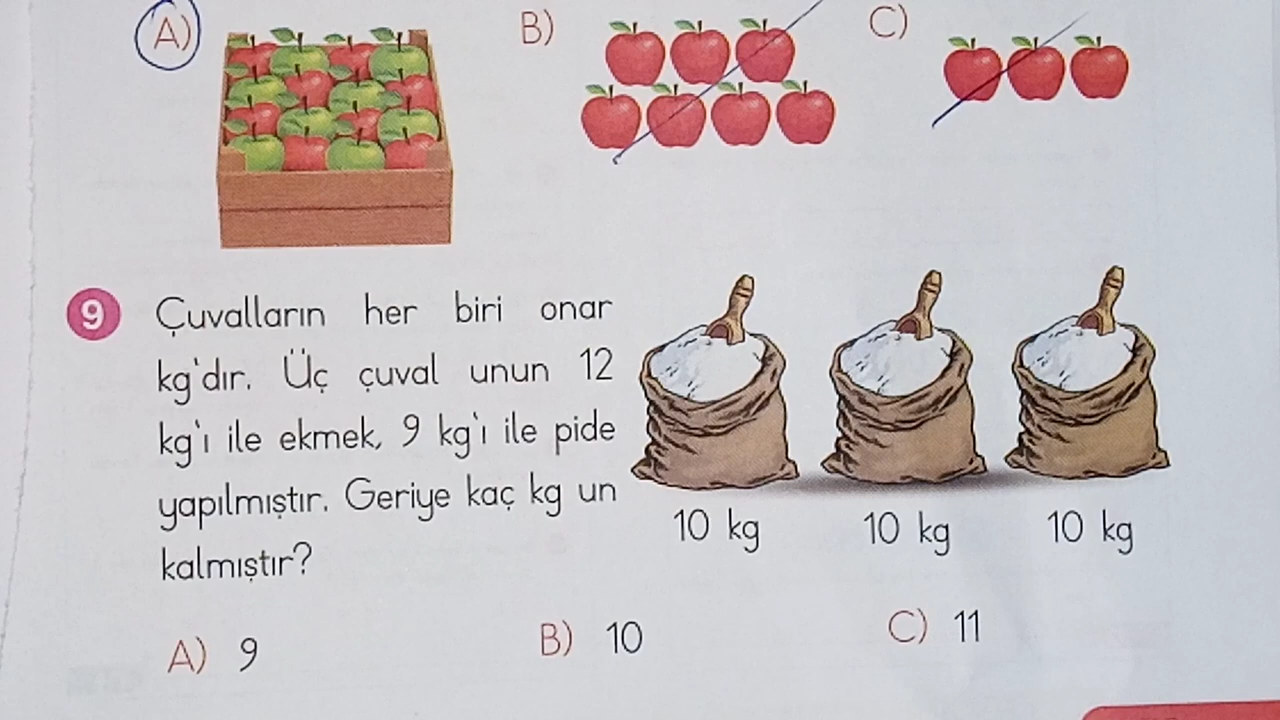 A) B) C)
9 Çuvalların her biri onar
kg'dır. Üç çuval unun 12
kg'ı ile ekmek, 9 kg'ı ile pide
yapılmıştır. Geriye kaç kg un
kalmıştır?
10 kg 10 kg 10 kg
A) 9 B) 10 C) 11